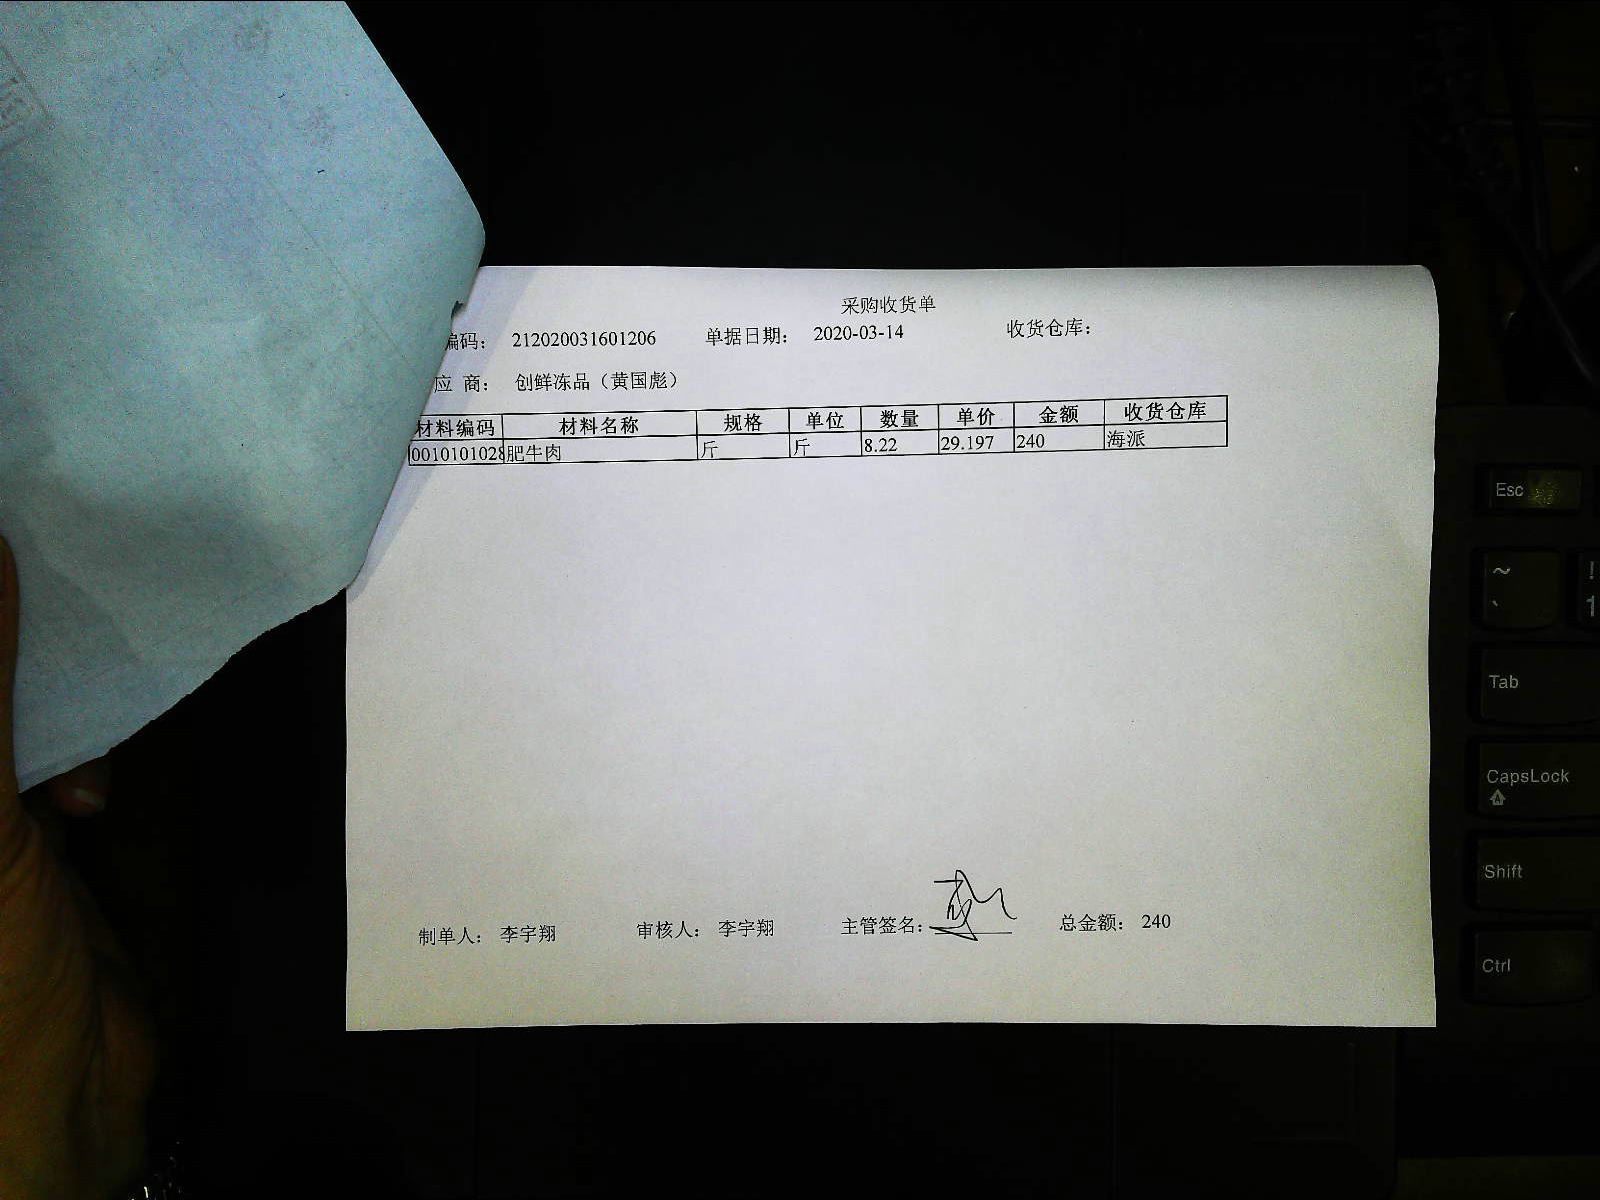 采购收货单
编码： 212020031601206 单据日期： 2020-03-14 收货仓库：
应 商： 创鲜冻品（黄国彪）
材料编码 材料名称 规格 单位 数量 单价 金额 收货仓库
0010101028 肥牛肉 斤 斤 8.22 29.197 240 海派
制单人： 李宇翔 审核人： 李宇翔 主管签名： 总金额： 240
Esc
~
!
` 1
Tab
CapsLock
Shift
Ctrl